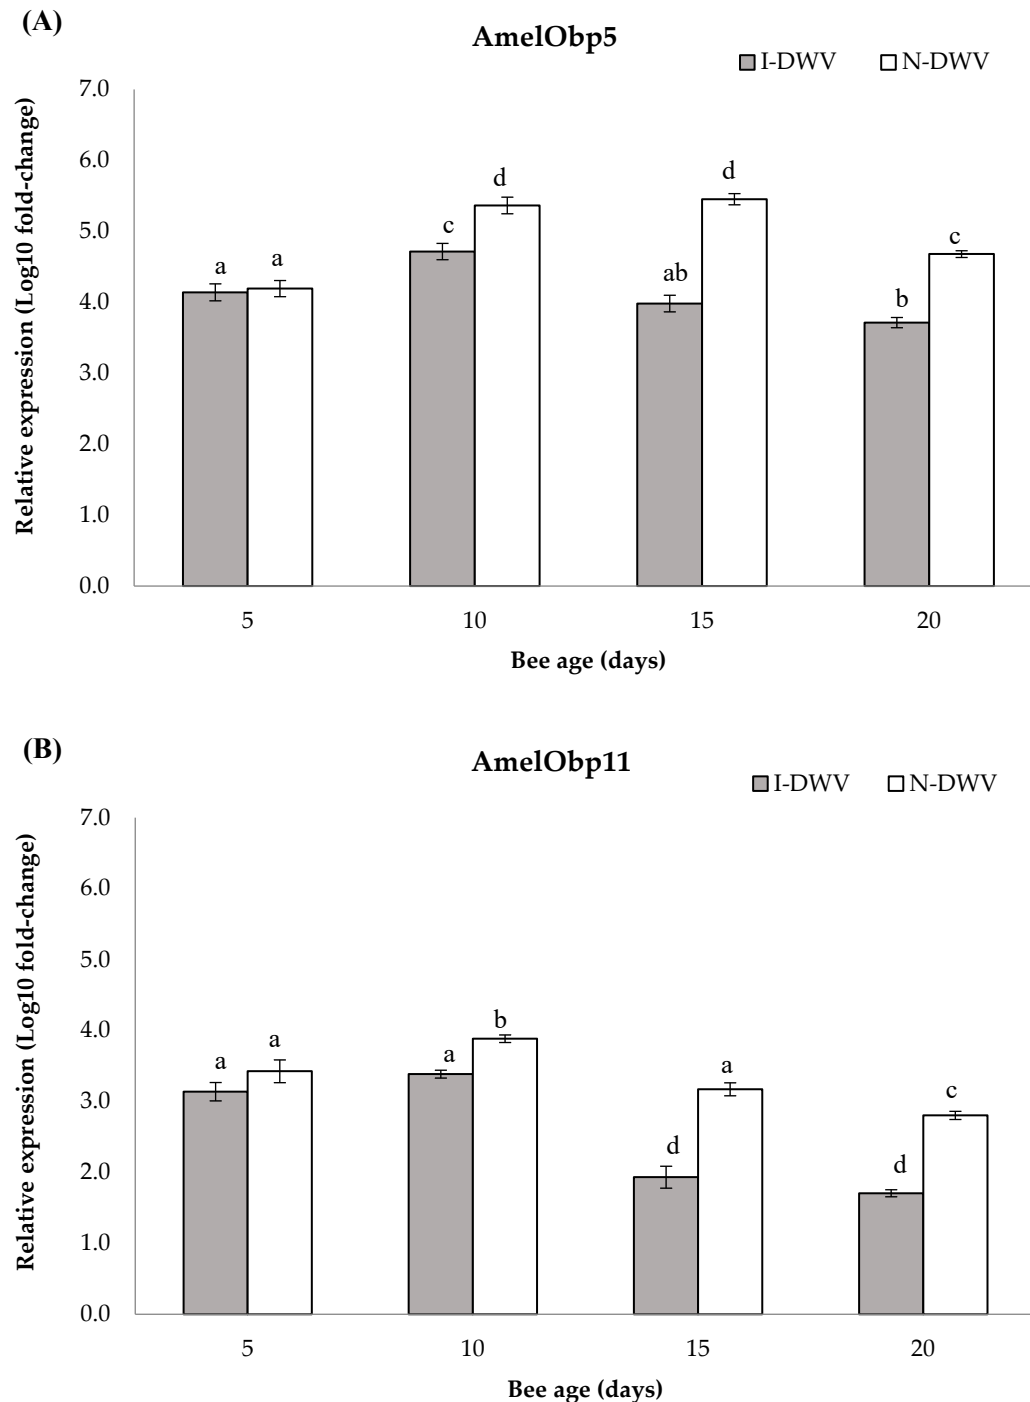 (A)
AmelObp5
I-DWV N-DWV
Relative expression (Log10 fold-change)
7.0
6.0
5.0
4.0
3.0
2.0
1.0
0.0
a a c d ab d b c
5 10 15 20
Bee age (days)
(B)
AmelObp11
I-DWV N-DWV
Relative expression (Log10 fold-change)
7.0
6.0
5.0
4.0
3.0
2.0
1.0
0.0
a a a b d a d c
5 10 15 20
Bee age (days)